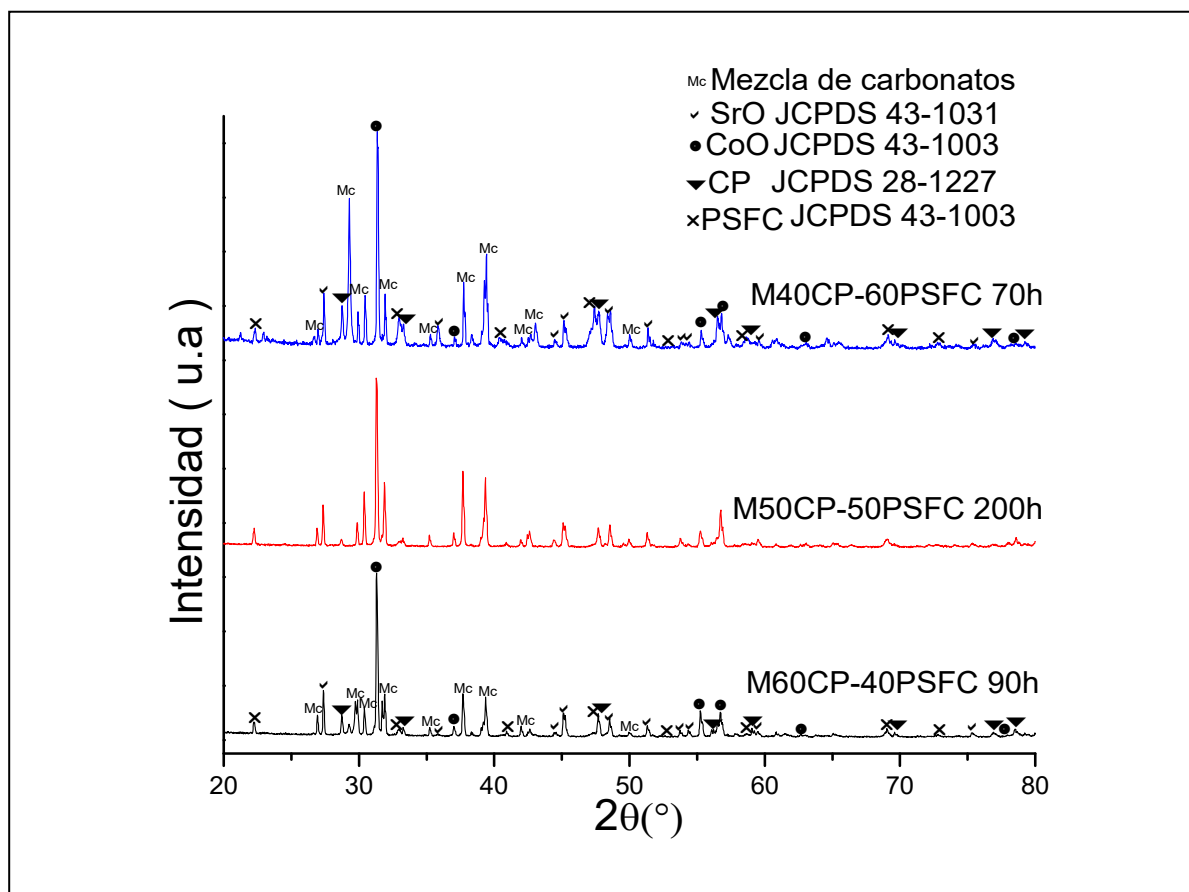 Mc Mezcla de carbonatos
SrO JCPDS 43-1031
CoO JCPDS 43-1003
CP JCPDS 28-1227
PSFC JCPDS 43-1003
Mc Mc Mc Mc Mc Mc Mc Mc Mc Mc
M40CP-60PSFC 70h
M50CP-50PSFC 200h
M60CP-40PSFC 90h
Mc Mc Mc Mc Mc Mc Mc Mc Mc
Intensidad ( u.a )
20 30 40 50 60 70 80
2θ(°)